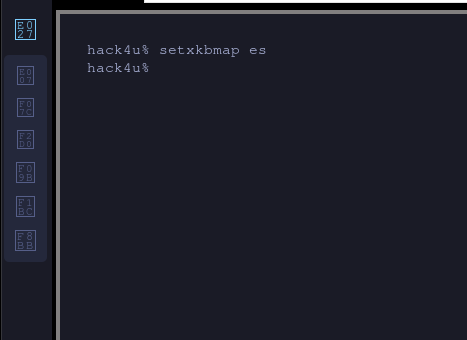 E0
27
E0
07
F0
7C
F2
D0
F0
9B
F1
BC
F8
BB
hack4u% setxkbmap es
hack4u%